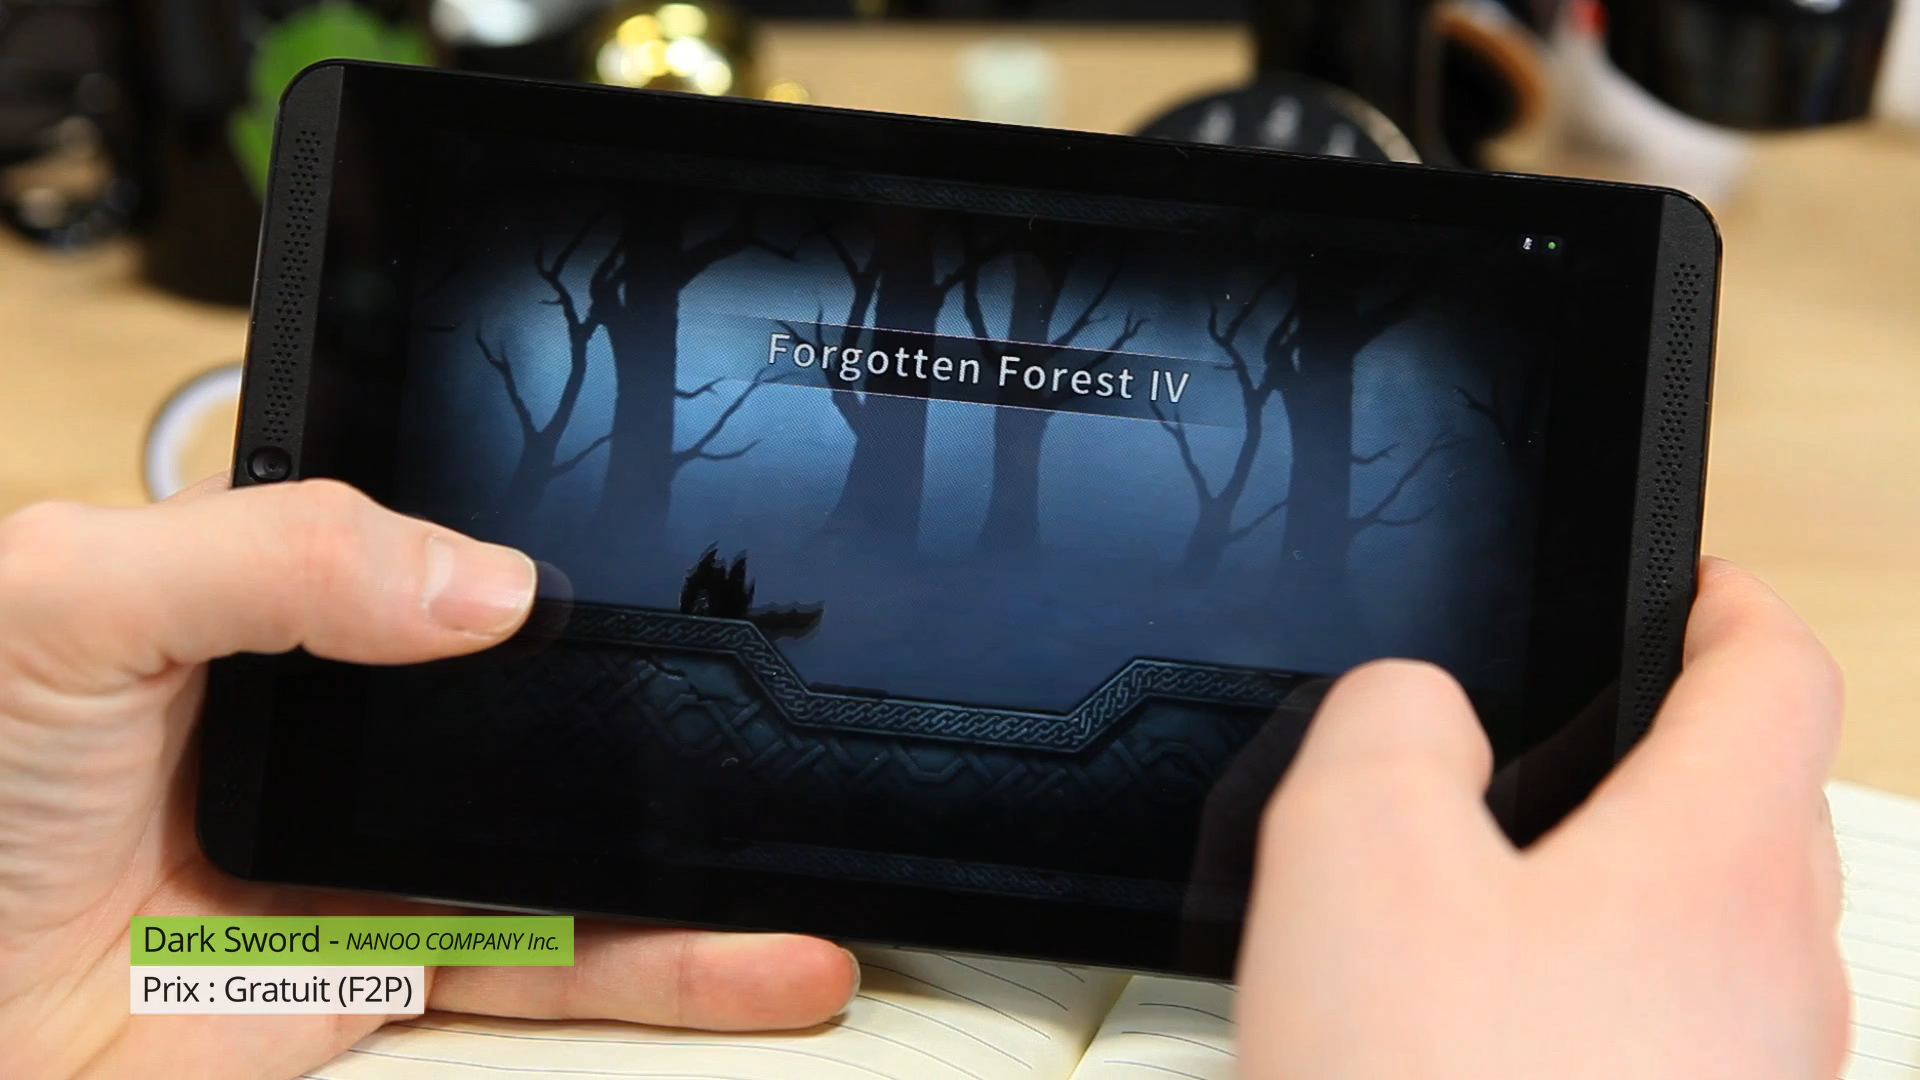 Forgotten Forest IV
Dark Sword - NANOO COMPANY Inc.
Prix : Gratuit (F2P)